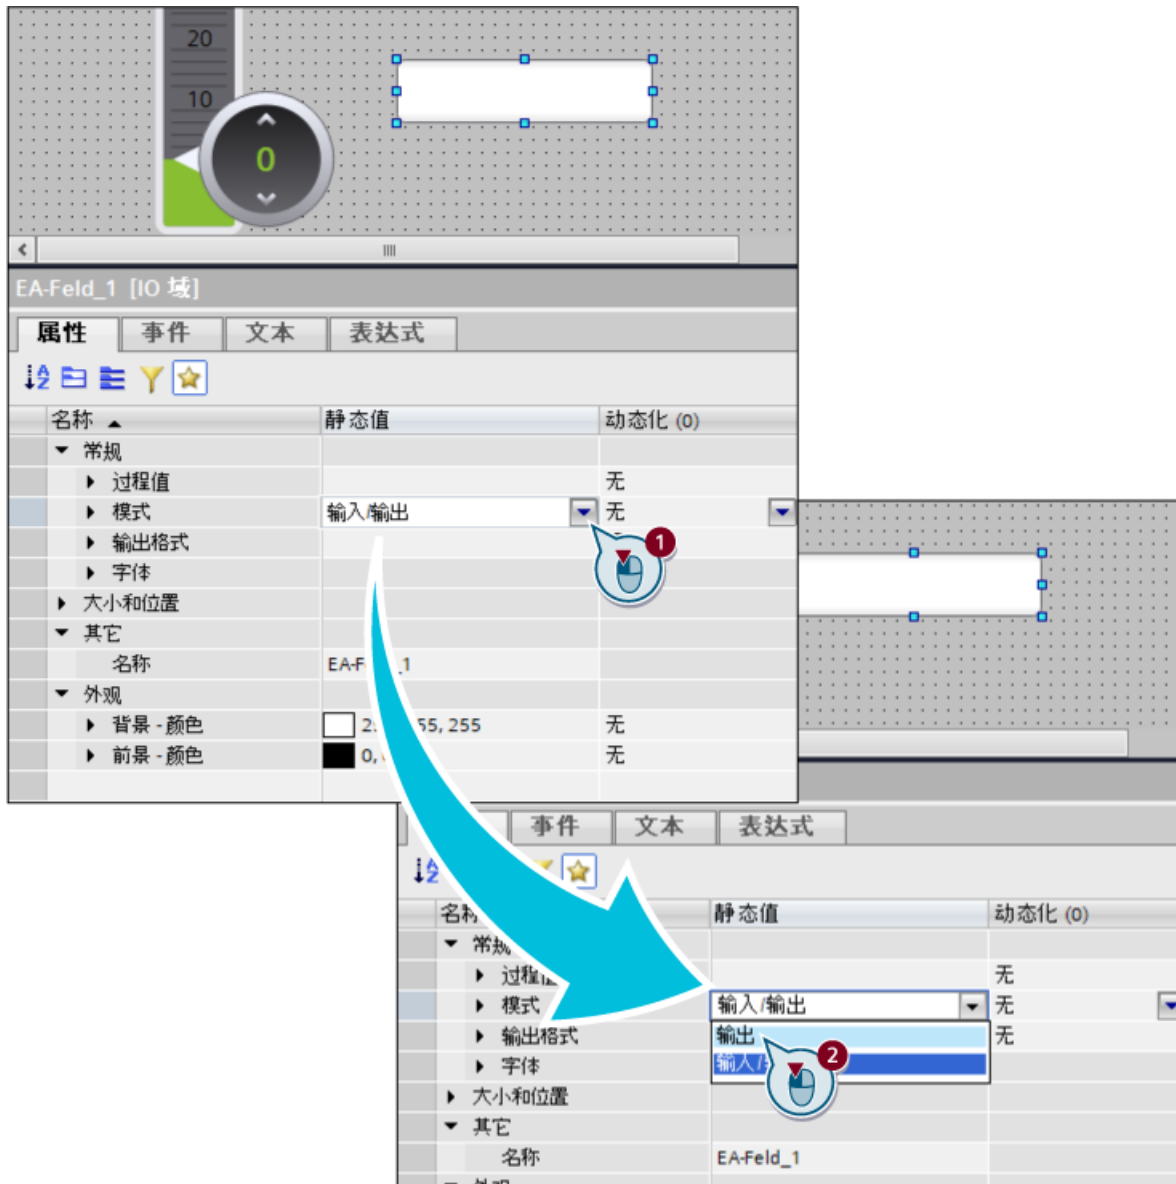 20
10
0
EA-Feld_1 [IO 域]
属性 事件 文本 表达式
名称 静态值 动态化 (0)
常规
过程值 无
模式 输入/输出 无
1
输出格式
字体
大小和位置
其它
名称
外观
背景 - 颜色 255
无
前景 - 颜色 0,
无
事件 文本 表达式
静态值 动态化 (0)
常规
无
模式 输入/输出 无
输出格式 输出 无
2
字体
大小和位置
其它
名称 EA-Feld_1